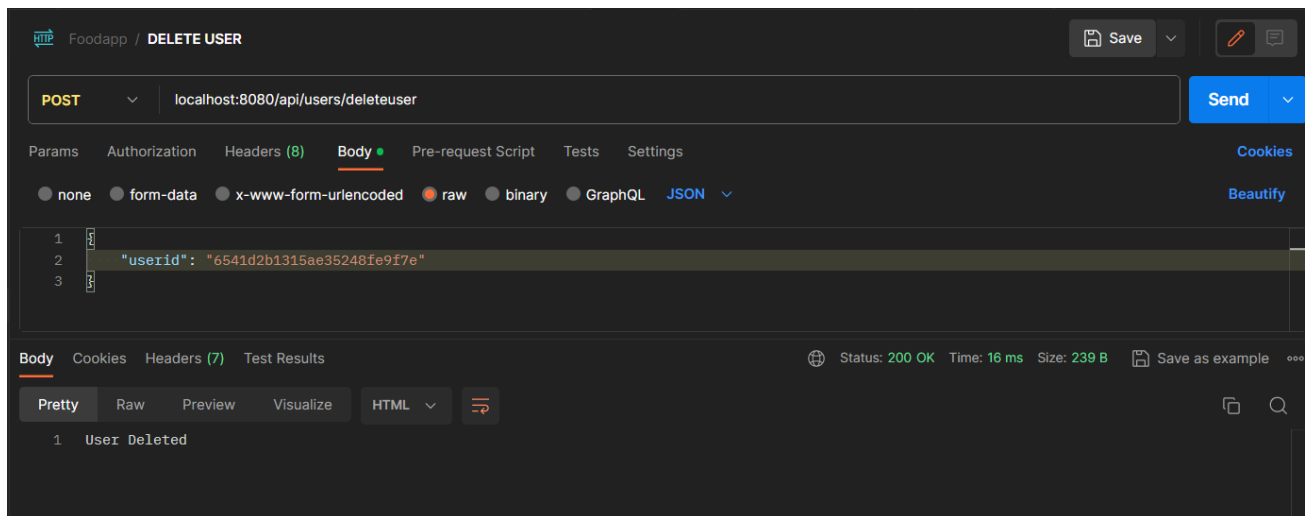 HTTP Foodapp / DELETE USER Save
POST localhost:8080/api/users/deleteuser Send
Params Authorization Headers (8) Body Pre-request Script Tests Settings Cookies
none form-data x-www-form-urlencoded raw binary GraphQL JSON Beautify
1 {
2 "userid": "6541d2b1315ae35248fe9f7e"
3 }
Body Cookies Headers (7) Test Results Status: 200 OK Time: 16 ms Size: 239 B Save as example
Pretty Raw Preview Visualize HTML
1 User Deleted